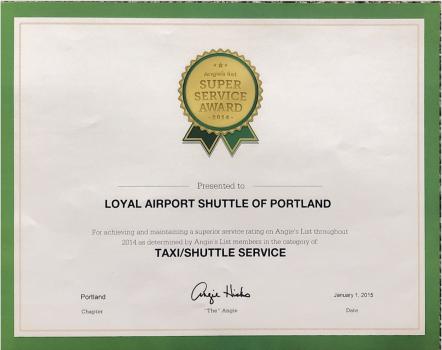 Angie's list
SUPER
SERVICE
AWARD
-2014-
Presented to
LOYAL AIRPORT SHUTTLE OF PORTLAND
For achieving and maintaining a superior service rating on Angie's List throughout
2014 as determined by Angie's List members in the category of:
TAXI/SHUTTLE SERVICE
Portland
Angie Hicks
January 1, 2015
Chapter
"The" Angie
Date